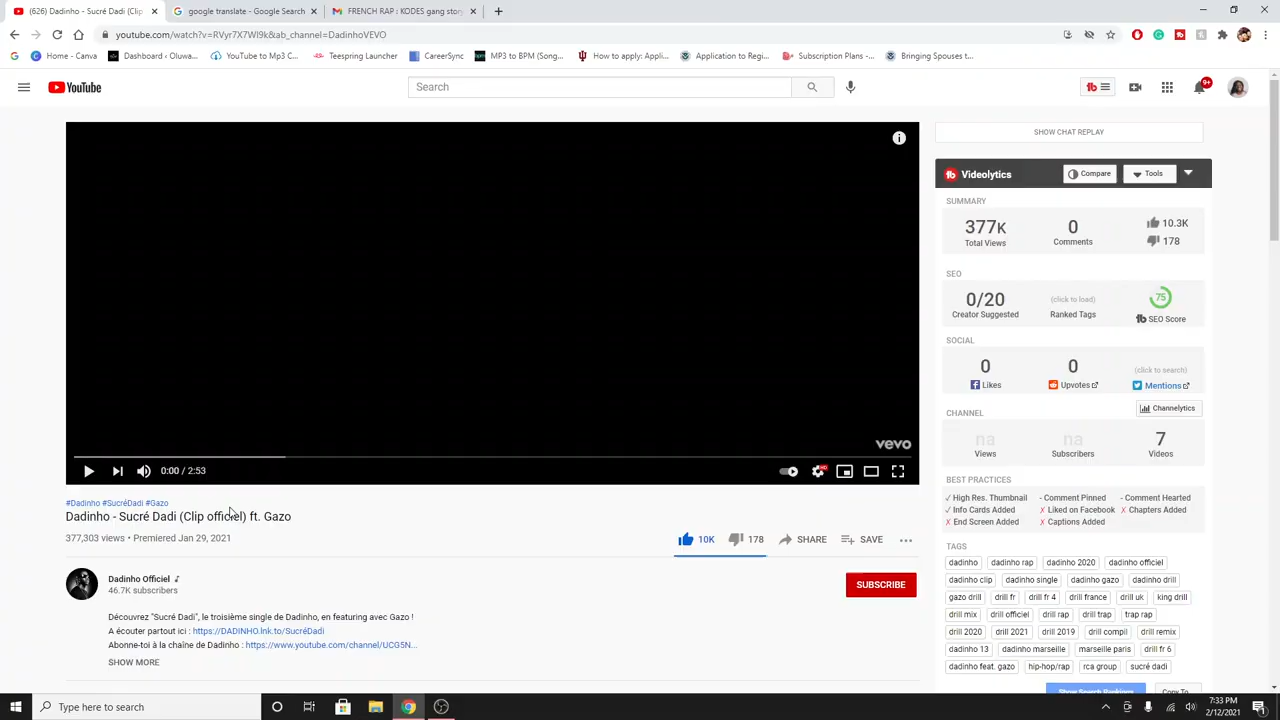 (626) Dadinho - Sucré Dadi (Clip
google translate - Google Search
FRENCH RAP : KODES gang story
youtube.com/watch?v=RVyr7X7WI9k&ab_channel=DadinhoVEVO
Home - Canva
Dashboard ‹ Oluwa...
YouTube to Mp3 C...
Teespring Launcher
CareerSync
MP3 to BPM (Song...
How to apply: Appli...
Application to Regi...
Subscription Plans -...
Bringing Spouses t...
YouTube
Search
9+
SHOW CHAT REPLAY
Videolytics
Compare
Tools
SUMMARY
377K
Total Views
0
Comments
10.3K
178
SEO
0/20
Creator Suggested
(click to load)
Ranked Tags
75
SEO Score
SOCIAL
0
Likes
0
Upvotes
(click to search)
Mentions
CHANNEL
Channelytics
na
Views
na
Subscribers
7
Videos
BEST PRACTICES
✓ High Res. Thumbnail - Comment Pinned - Comment Hearted
✓ Info Cards Added ✗ Liked on Facebook ✗ Chapters Added
✗ End Screen Added ✗ Captions Added
TAGS
dadinho dadinho rap dadinho 2020 dadinho officiel
dadinho clip dadinho single dadinho gazo dadinho drill
gazo drill drill fr drill fr 4 drill france drill uk king drill
drill mix drill officiel drill rap drill trap trap rap
drill 2020 drill 2021 drill 2019 drill compil drill remix
dadinho 13 dadinho marseille marseille paris drill fr 6
dadinho feat. gazo hip-hop/rap rca group sucré dadi
Show Search Rankings
Copy To
vevo
0:00 / 2:53
HD
#Dadinho #SucréDadi #Gazo
Dadinho - Sucré Dadi (Clip officiel) ft. Gazo
377,303 views • Premiered Jan 29, 2021
10K
178
SHARE
SAVE
Dadinho Officiel
46.7K subscribers
SUBSCRIBE
Découvrez "Sucré Dadi", le troisième single de Dadinho, en featuring avec Gazo!
A écouter partout ici : https://DADINHO.lnk.to/SucréDadi
Abonne-toi à la chaîne de Dadinho : https://www.youtube.com/channel/UCG5N...
SHOW MORE
Type here to search
7:33 PM
2/12/2021